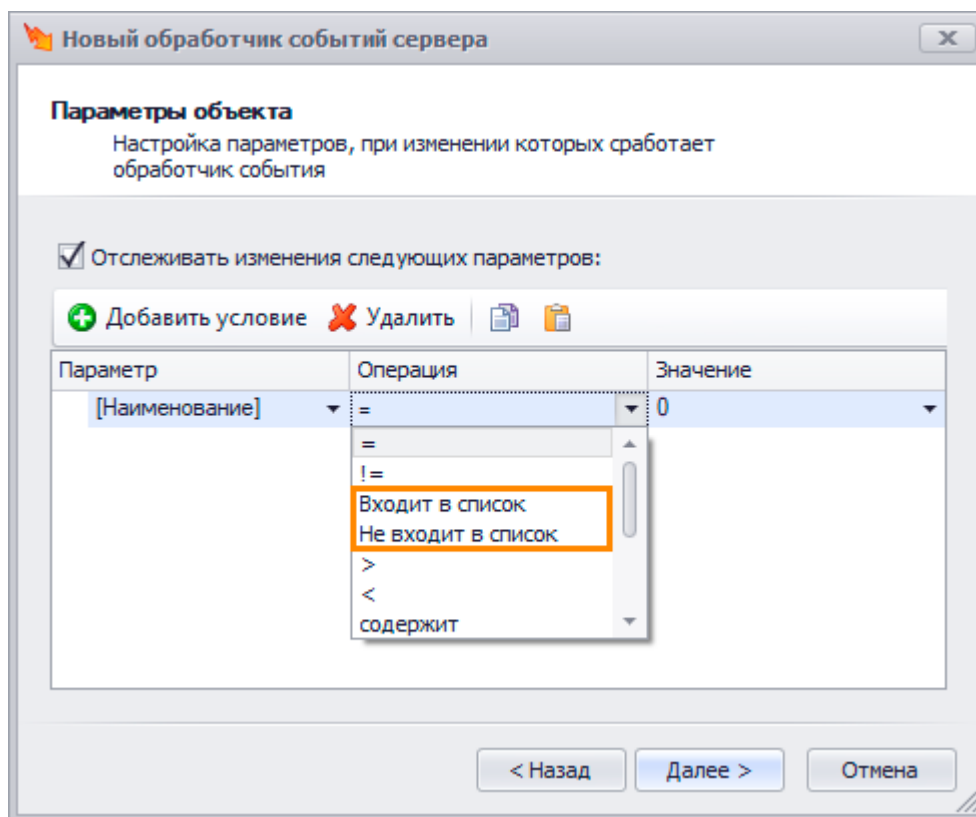 Новый обработчик событий сервера
Параметры объекта
Настройка параметров, при изменении которых сработает
обработчик события
Отслеживать изменения следующих параметров:
Добавить условие Удалить
Параметр Операция Значение
[Наименование] = 0
=
!=
Входит в список
Не входит в список
>
<
содержит
< Назад Далее > Отмена